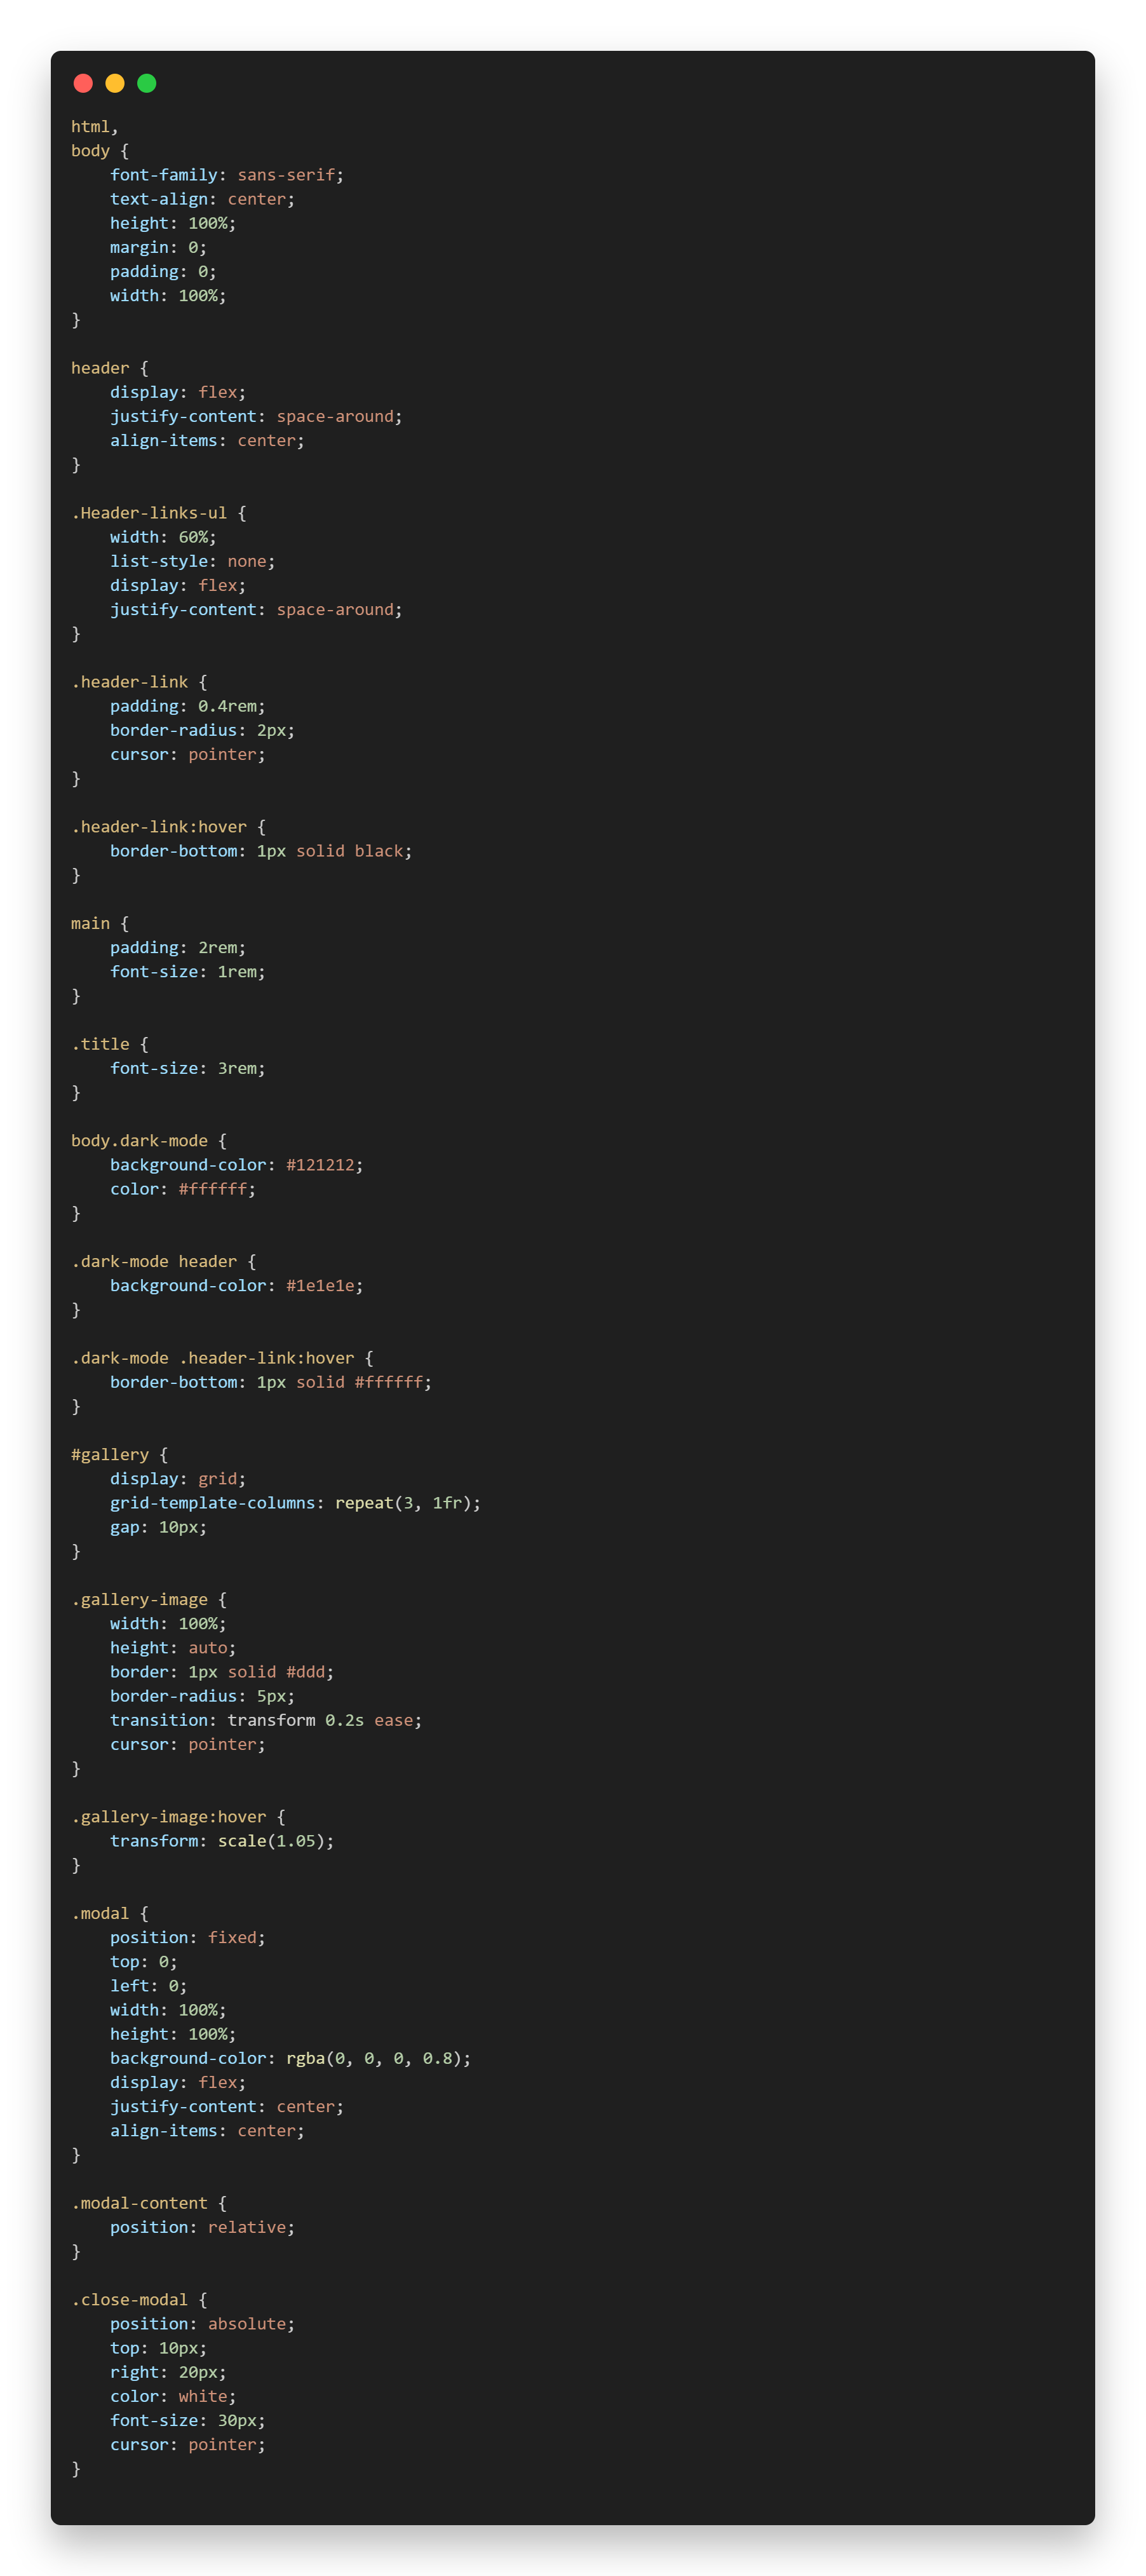 html,
body {
    font-family: sans-serif;
    text-align: center;
    height: 100%;
    margin: 0;
    padding: 0;
    width: 100%;
}

header {
    display: flex;
    justify-content: space-around;
    align-items: center;
}

.Header-links-ul {
    width: 60%;
    list-style: none;
    display: flex;
    justify-content: space-around;
}

.header-link {
    padding: 0.4rem;
    border-radius: 2px;
    cursor: pointer;
}

.header-link:hover {
    border-bottom: 1px solid black;
}

main {
    padding: 2rem;
    font-size: 1rem;
}

.title {
    font-size: 3rem;
}

body.dark-mode {
    background-color: #121212;
    color: #ffffff;
}

.dark-mode header {
    background-color: #1e1e1e;
}

.dark-mode .header-link:hover {
    border-bottom: 1px solid #ffffff;
}

#gallery {
    display: grid;
    grid-template-columns: repeat(3, 1fr);
    gap: 10px;
}

.gallery-image {
    width: 100%;
    height: auto;
    border: 1px solid #ddd;
    border-radius: 5px;
    transition: transform 0.2s ease;
    cursor: pointer;
}

.gallery-image:hover {
    transform: scale(1.05);
}

.modal {
    position: fixed;
    top: 0;
    left: 0;
    width: 100%;
    height: 100%;
    background-color: rgba(0, 0, 0, 0.8);
    display: flex;
    justify-content: center;
    align-items: center;
}

.modal-content {
    position: relative;
}

.close-modal {
    position: absolute;
    top: 10px;
    right: 20px;
    color: white;
    font-size: 30px;
    cursor: pointer;
}